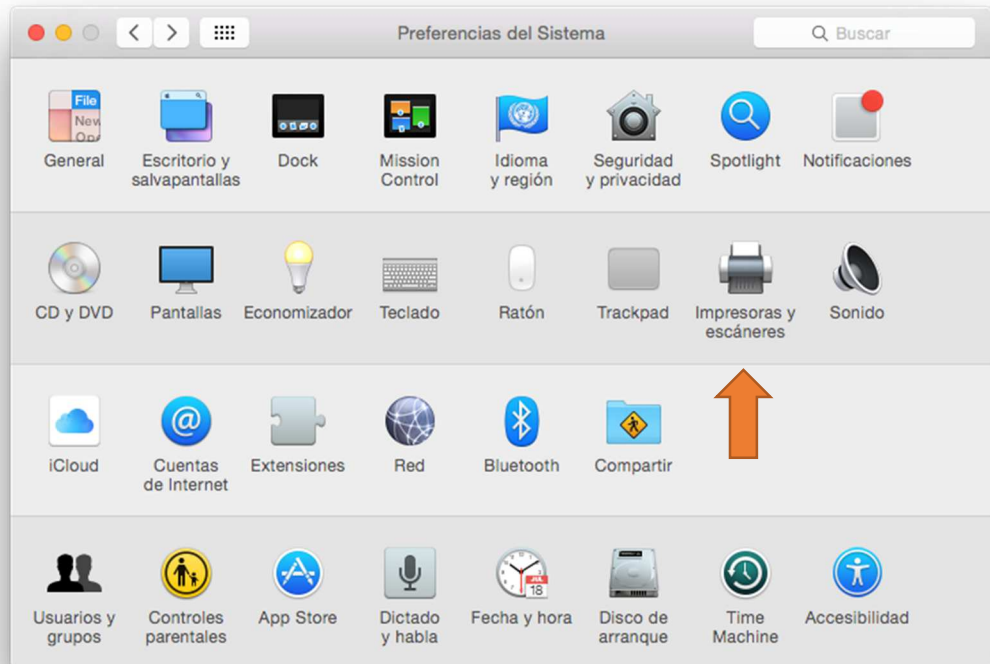 Preferencias del Sistema
Buscar
File
New
General
Escritorio y
salvapantallas
Dock
Mission
Control
Idioma
y región
Seguridad
y privacidad
Spotlight
Notificaciones
CD y DVD
Pantallas
Economizador
Teclado
Ratón
Trackpad
Impresoras y
escáneres
Sonido
iCloud
Cuentas
de Internet
Extensiones
Red
Bluetooth
Compartir
JUL
18
Usuarios y
grupos
Controles
parentales
App Store
Dictado
y habla
Fecha y hora
Disco de
arranque
Time
Machine
Accesibilidad